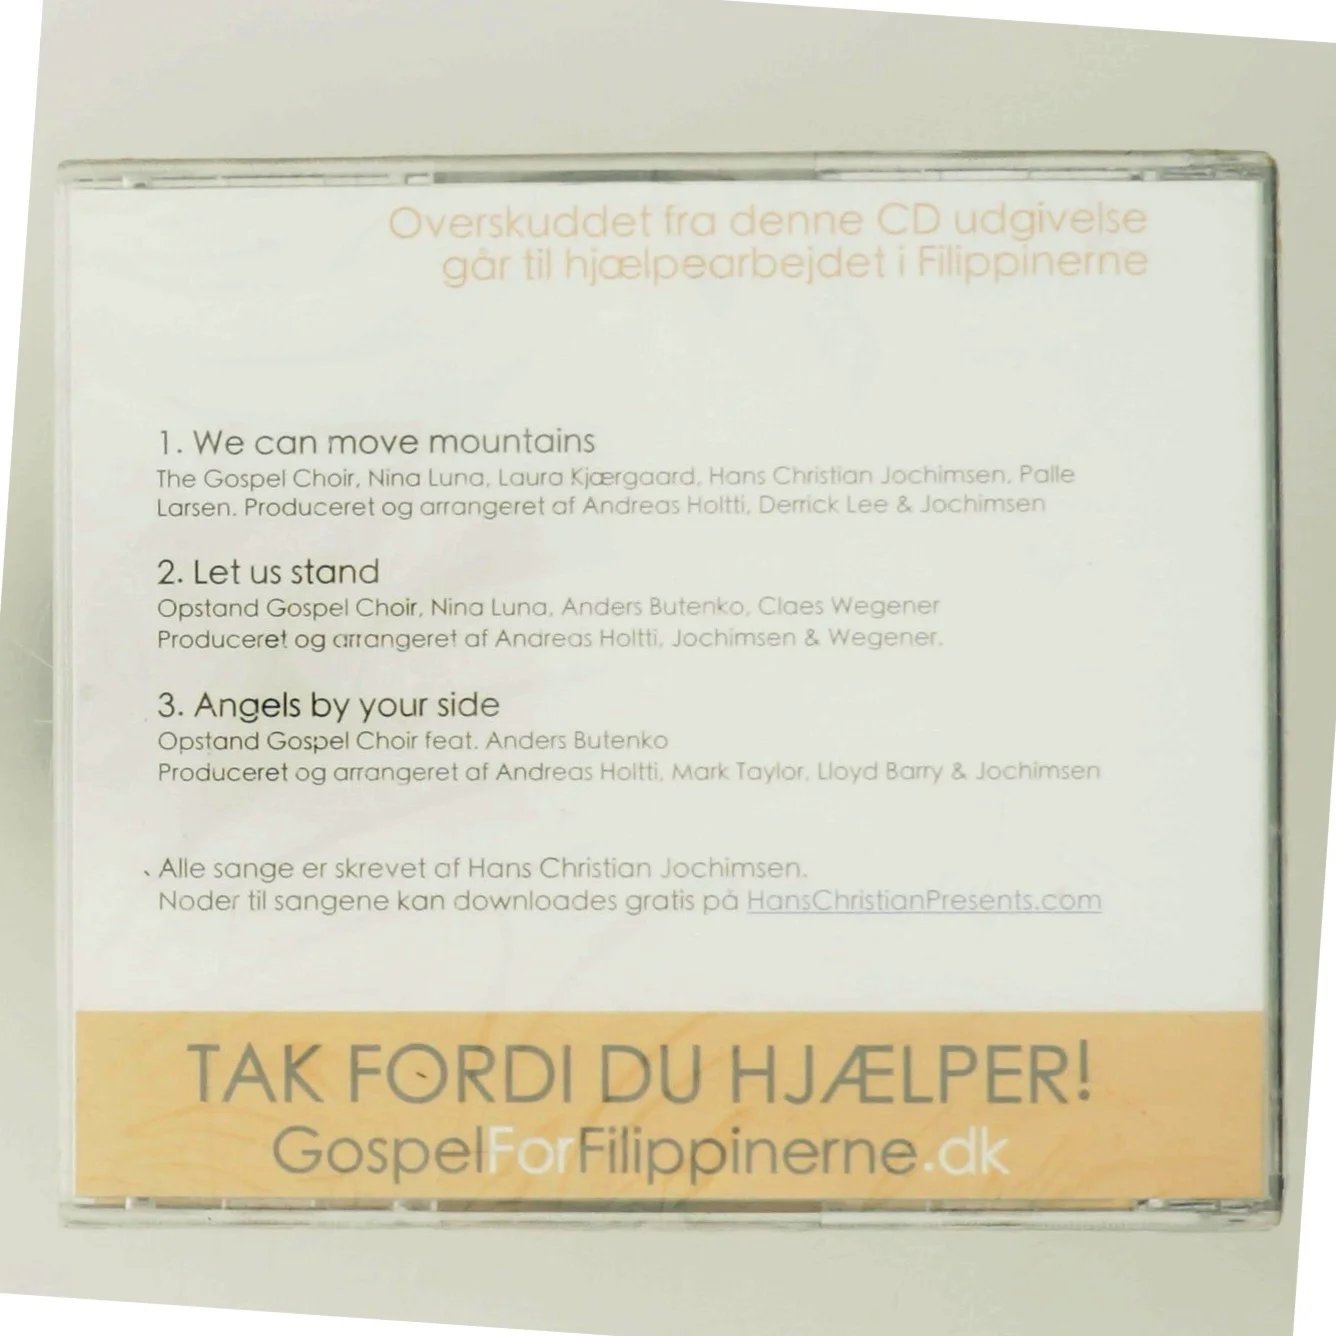 Overskuddet fra denne CD udgivelse
går til hjælpearbejdet i Filippinerne
1. We can move mountains
The Gospel Choir, Nina Luna, Laura Kjærgaard, Hans Christian Jochimsen, Palle
Larsen. Produceret og arrangeret af Andreas Holtti, Derrick Lee & Jochimsen
2. Let us stand
Opstand Gospel Choir, Nina Luna, Anders Butenko, Claes Wegener
Produceret og arrangeret af Andreas Holtti, Jochimsen & Wegener.
3. Angels by your side
Opstand Gospel Choir feat. Anders Butenko
Produceret og arrangeret af Andreas Holtti, Mark Taylor, Lloyd Barry & Jochimsen
Alle sange er skrevet af Hans Christian Jochimsen.
Noder til sangene kan downloades gratis på HansChristianPresents.com
TAK FORDI DU HJÆLPER!
GospelForFilippinerne.dk